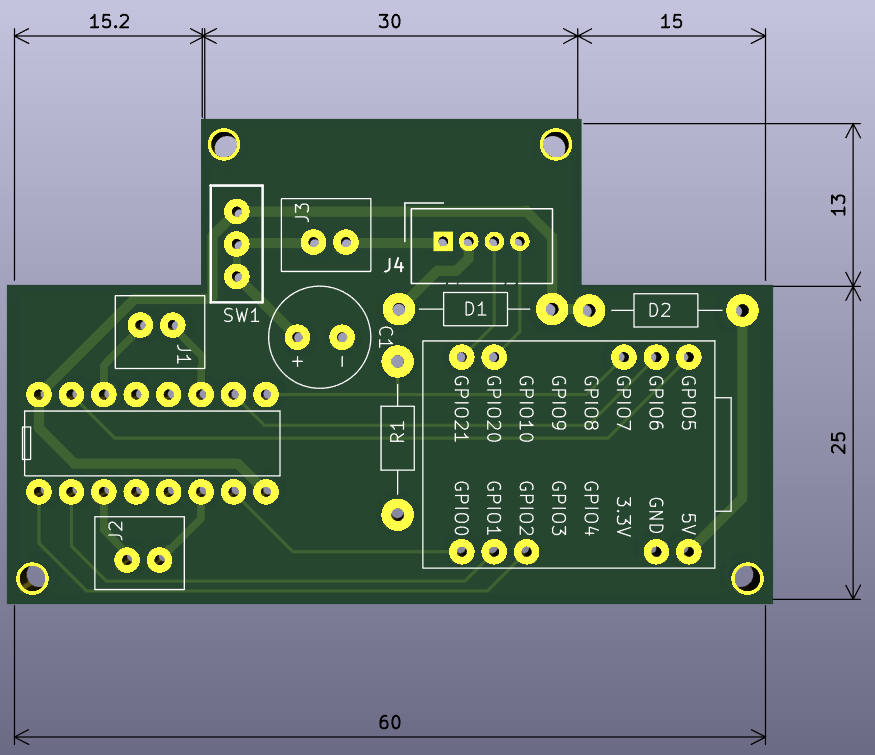 15.2
30
15
13
J3
J4
SW1
D1
D2
J1
C1
+
-
GPIO21
GPIO20
GPIO10
GPIO9
GPIO8
GPIO7
GPIO6
GPIO5
R1
25
GPIO0
GPIO1
GPIO2
GPIO3
GPIO4
3.3V
GND
5V
J2
60